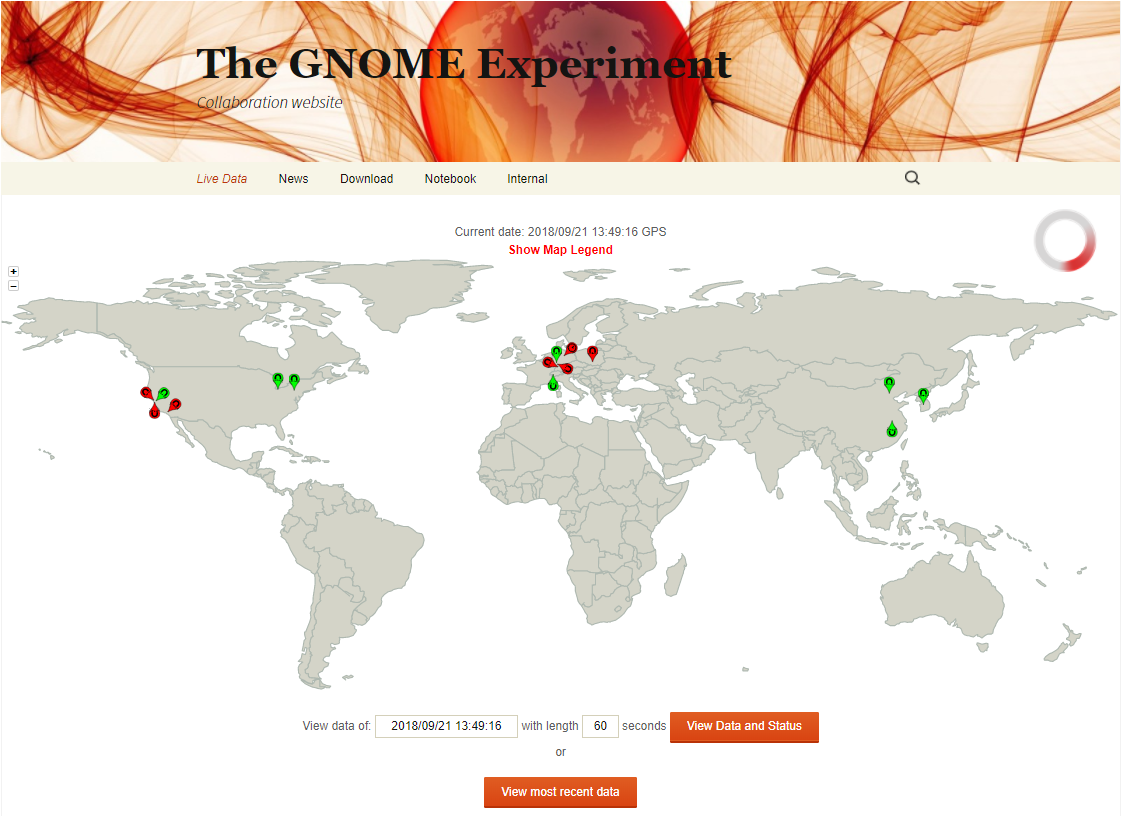 The GNOME Experiment
Collaboration website
Live Data News Download Notebook Internal
Current date: 2018/09/21 13:49:16 GPS
Show Map Legend
+
−
View data of: 2018/09/21 13:49:16 with length 60 seconds View Data and Status
or
View most recent data